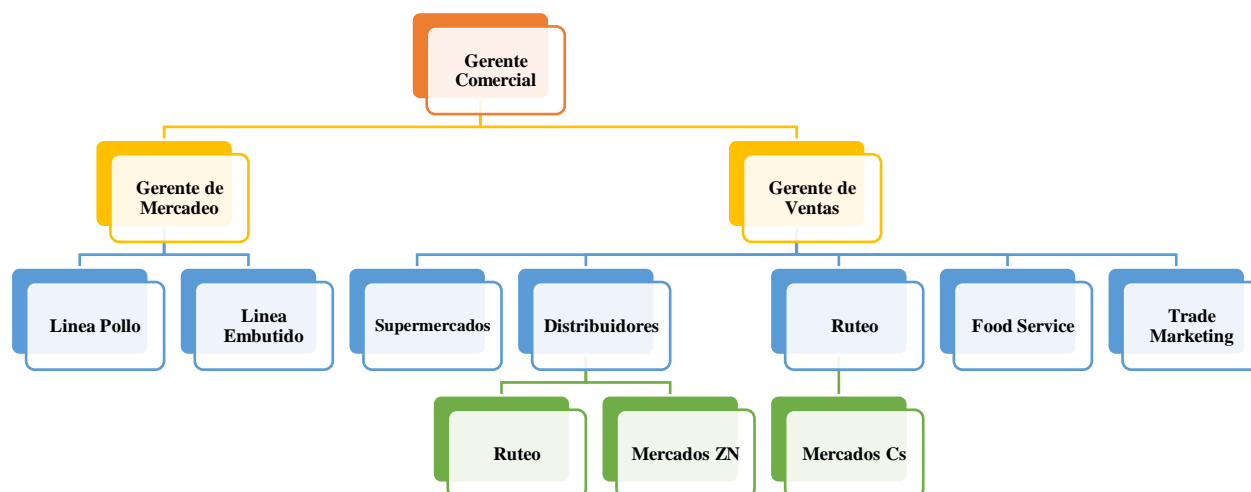 Gerente
Comercial
Gerente de
Mercadeo
Gerente de
Ventas
Linea Pollo
Linea
Embutido
Supermercados
Distribuidores
Ruteo
Food Service
Trade
Marketing
Ruteo
Mercados ZN
Mercados Cs